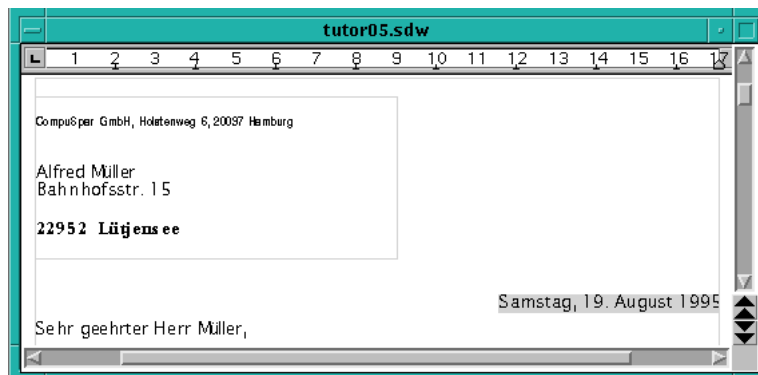 tutor05.sdw
L 1 2 3 4 5 6 7 8 9 10 11 12 13 14 15 16 17
CompuSpar GmbH, Holstenweg 6, 20097 Hamburg
Alfred Müller
Bahnhofsstr. 15
22952 Lütjensee
Samstag, 19. August 1995
Sehr geehrter Herr Müller,